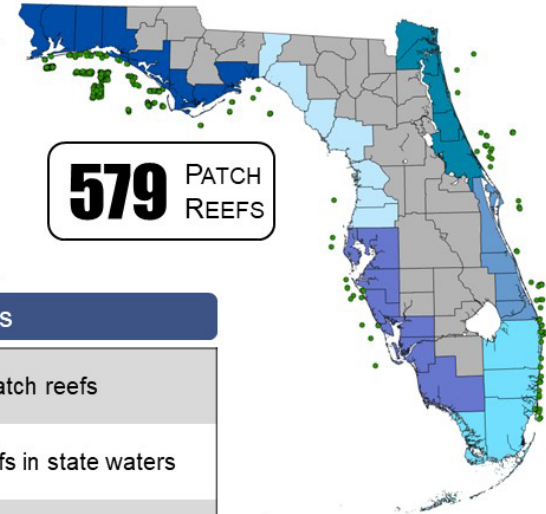 579 PATCH
REEFS
s
atch reefs
fs in state waters